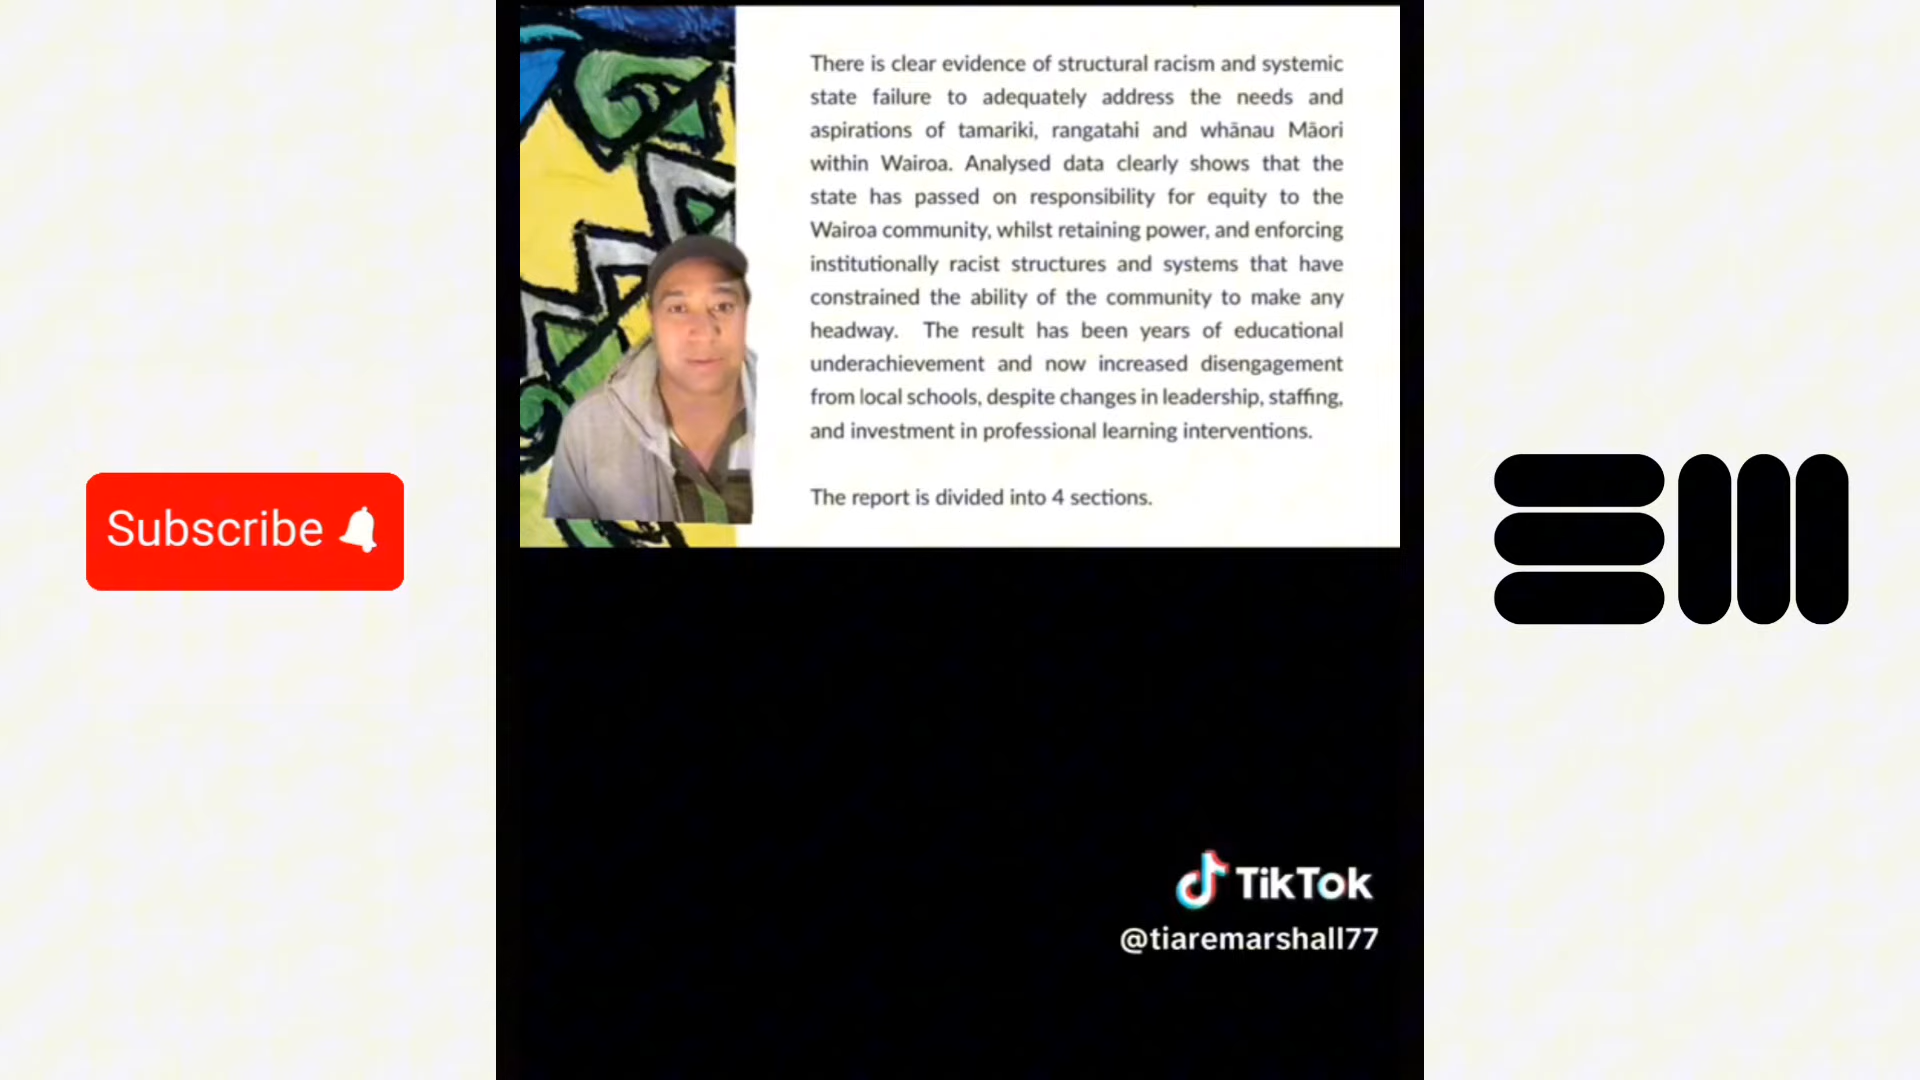 There is clear evidence of structural racism and systemic
state failure to adequately address the needs and
aspirations of tamariki, rangatahi and whānau Māori
within Wairoa. Analysed data clearly shows that the
state has passed on responsibility for equity to the
Wairoa community, whilst retaining power, and enforcing
institutionally racist structures and systems that have
constrained the ability of the community to make any
headway. The result has been years of educational
underachievement and now increased disengagement
from local schools, despite changes in leadership, staffing,
and investment in professional learning interventions.
The report is divided into 4 sections.
Subscribe
TikTok
@tiaremarshall77